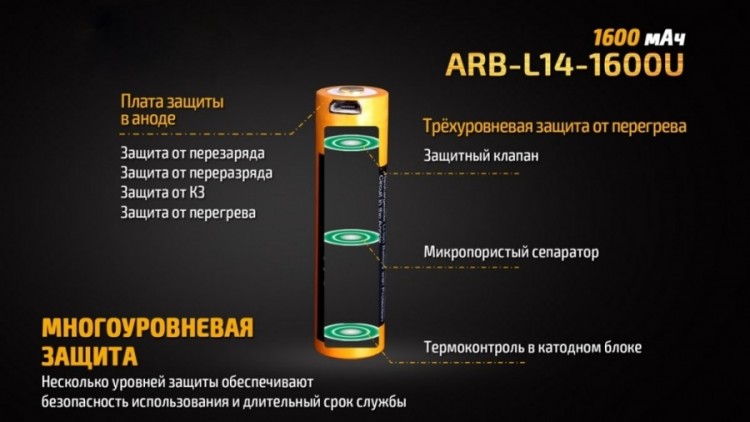 1600 мАч
ARB-L14-1600U
Плата защиты
в аноде
Защита от перезаряда
Защита от переразряда
Защита от КЗ
Защита от перегрева
Трёхуровневая защита от перегрева
Защитный клапан
Микропористый сепаратор
Термоконтроль в катодном блоке
МНОГОУРОВНЕВАЯ
ЗАЩИТА
Несколько уровней защиты обеспечивают
безопасность использования и длительный срок службы